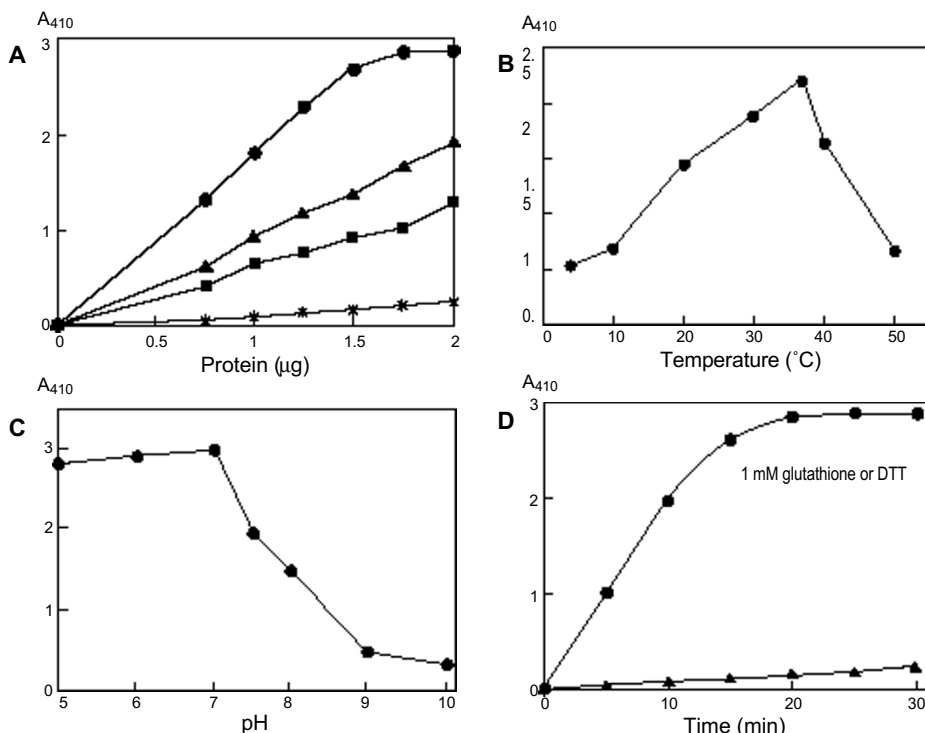 A410
A
3
2
1
0
0 0.5 1 1.5 2
Protein (μg)
A410
B
2.
5
2
1.
5
1
0.
10 20 30 40 50
Temperature (˚C)
A410
C
3
2
1
0
5 6 7 8 9 10
pH
D
A410
3
2
1
0
1 mM glutathione or DTT
0 10 20 30
Time (min)